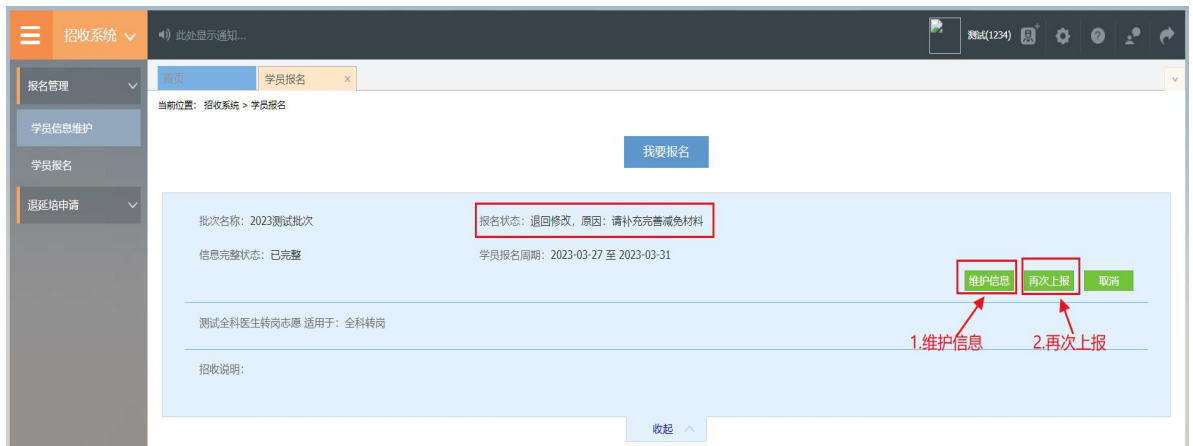 招收系统
此处显示通知...
测试(1234)
报名管理
首页
学员报名
×
当前位置： 招收系统 > 学员报名
学员信息维护
我要报名
学员报名
退延培申请
批次名称：2023测试批次
报名状态：退回修改，原因：请补充完善减免材料
信息完整状态：已完整
学员报名周期：2023-03-27 至 2023-03-31
维护信息
再次上报
取消
测试全科医生转岗志愿 适用于：全科转岗
1.维护信息
2.再次上报
招收说明：
收起